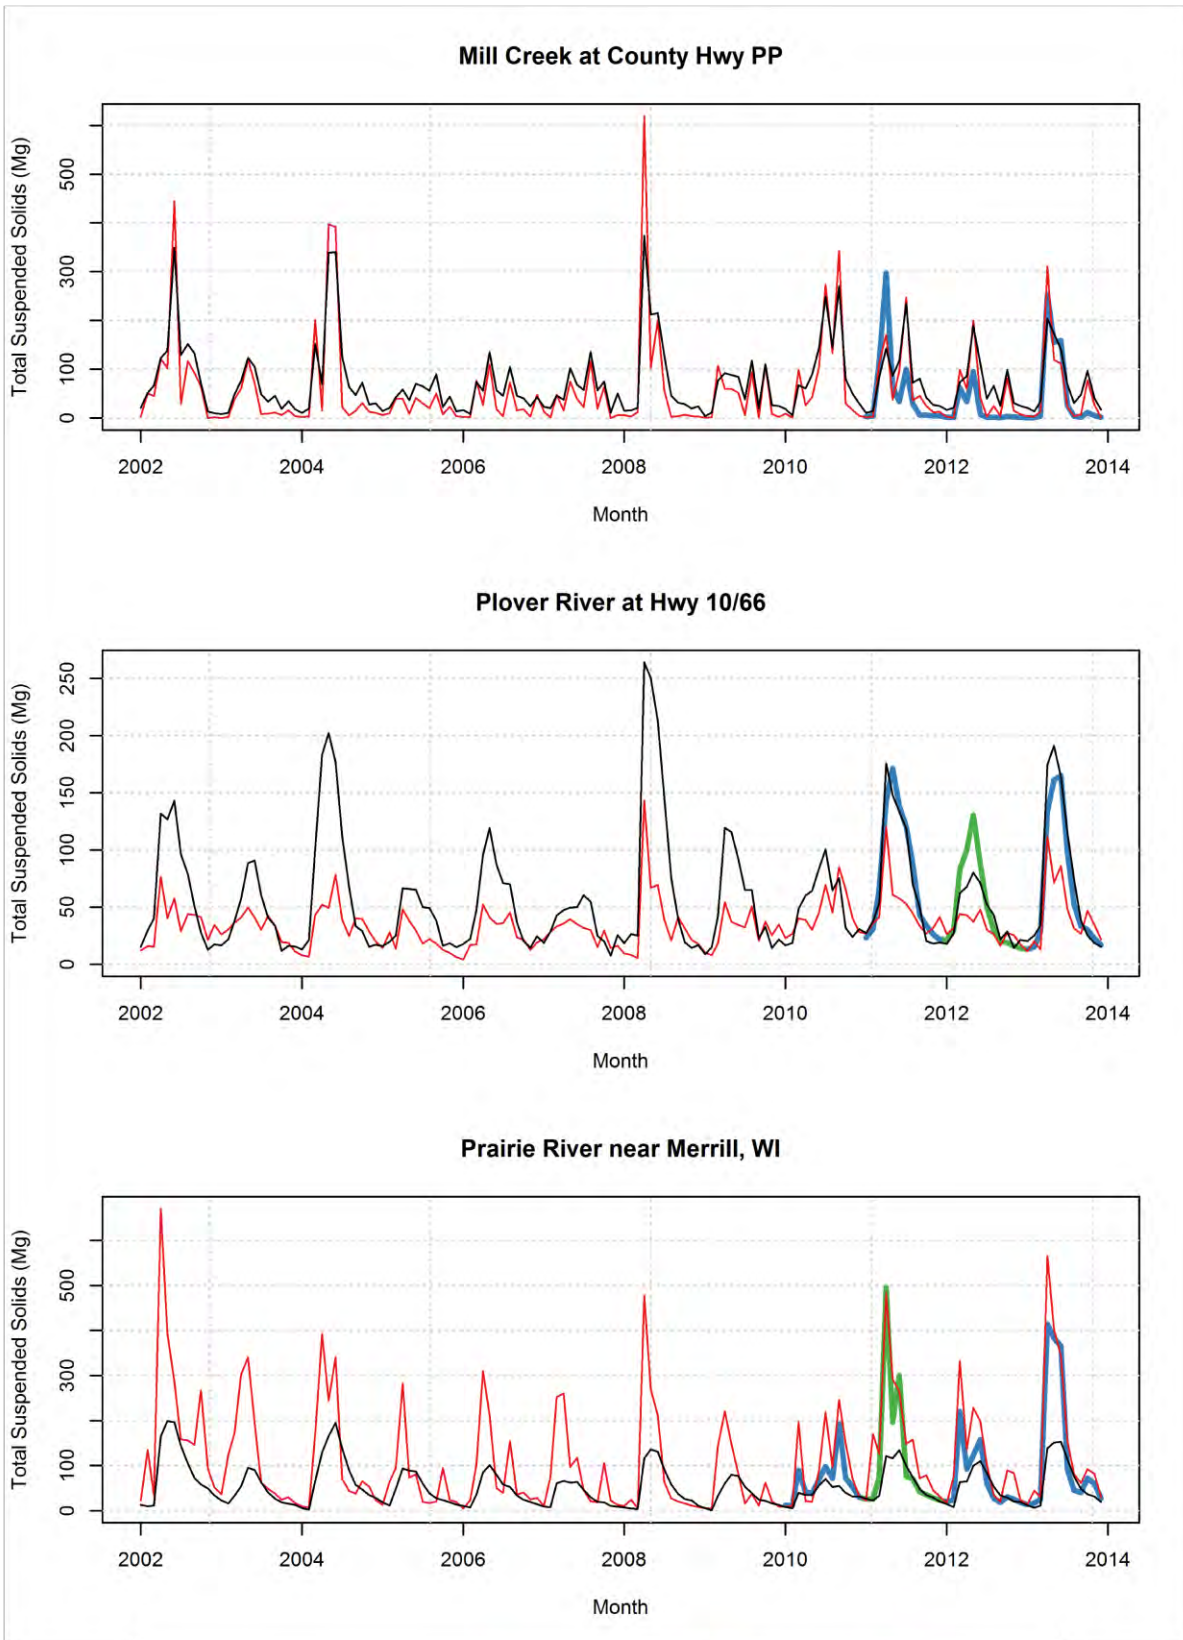 Mill Creek at County Hwy PP
Total Suspended Solids (Mg)
500
300
100
0
2002 2004 2006 2008 2010 2012 2014
Month
Plover River at Hwy 10/66
Total Suspended Solids (Mg)
250
200
150
100
50
0
2002 2004 2006 2008 2010 2012 2014
Month
Prairie River near Merrill, WI
Total Suspended Solids (Mg)
500
300
100
0
2002 2004 2006 2008 2010 2012 2014
Month